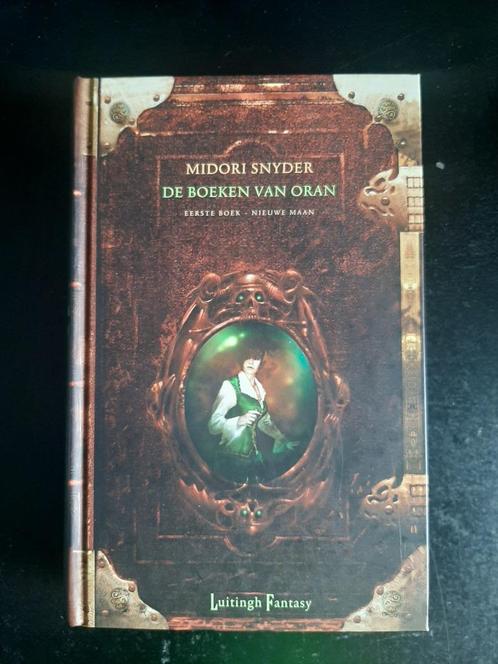 MIDORI SNYDER
DE BOEKEN VAN ORAN
EERSTE BOEK - NIEUWE MAAN
Luitingh Fantasy